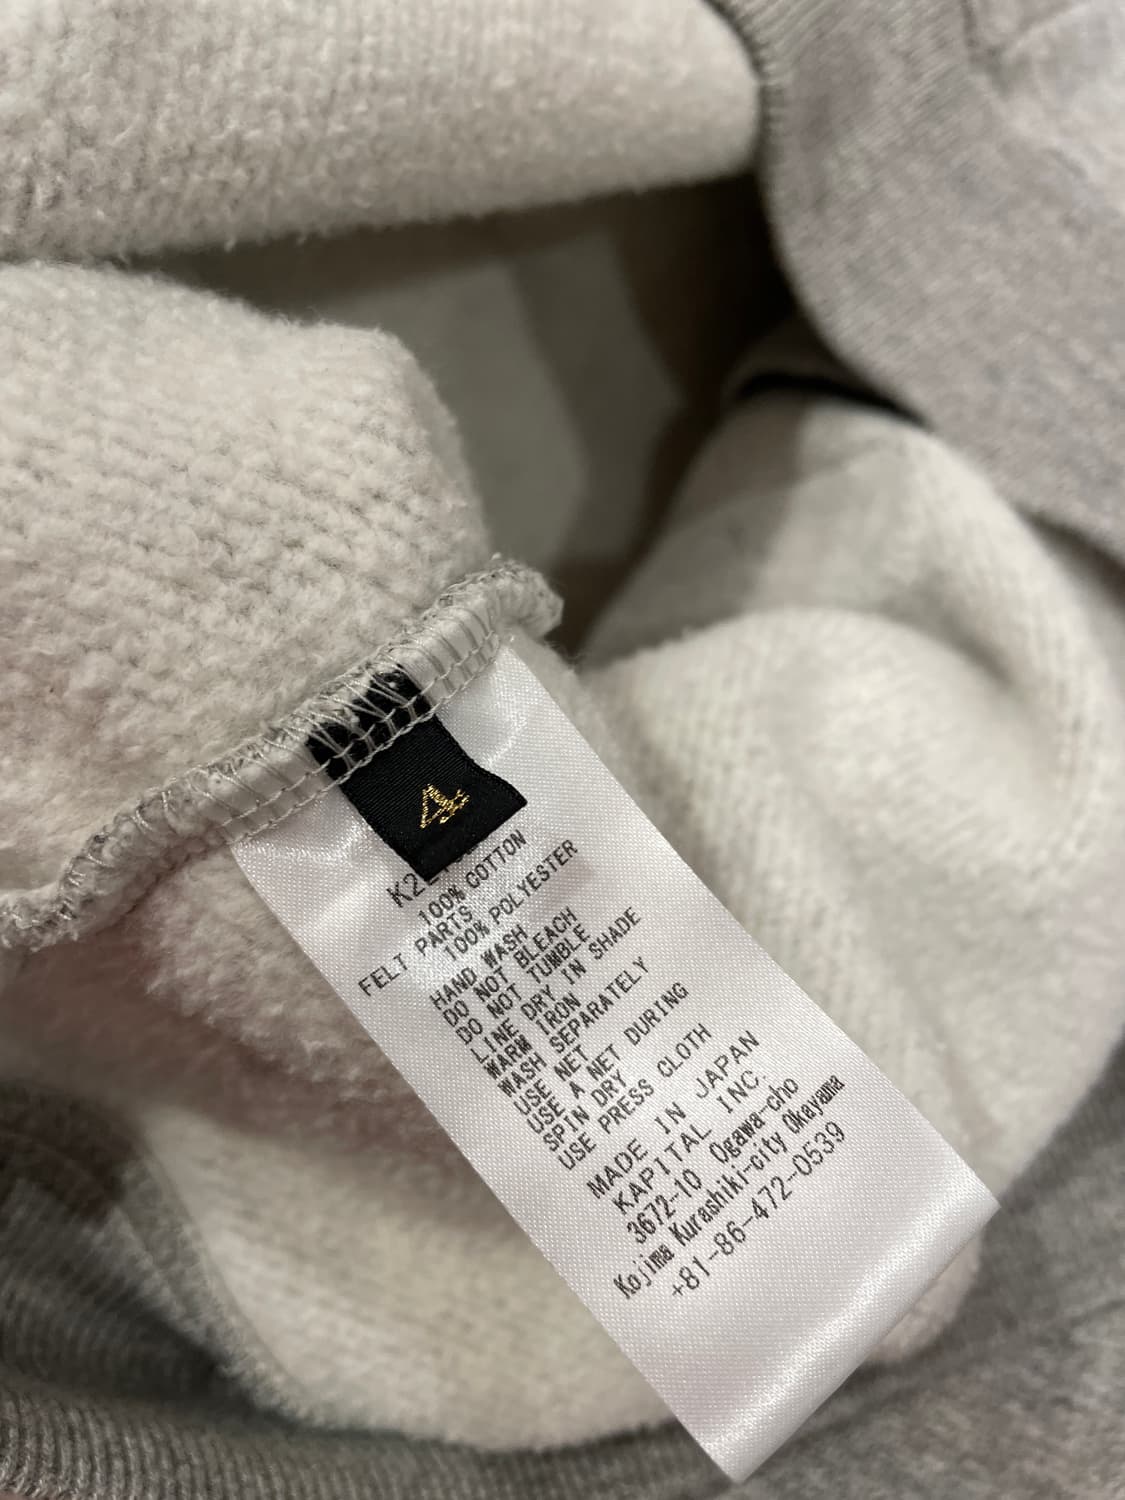 4
100% COTTON
FELT PARTS
100% POLYESTER
HAND WASH
DO NOT BLEACH
DO NOT TUMBLE
LINE DRY IN SHADE
WARM IRON
WASH SEPARATELY
USE NET
USE A NET DURING
SPIN DRY
USE PRESS CLOTH
MADE IN JAPAN
KAPITAL INC.
3672-10 Ogawa-cho
Kojima Kurashiki-city Okayama
+81-86-472-0539